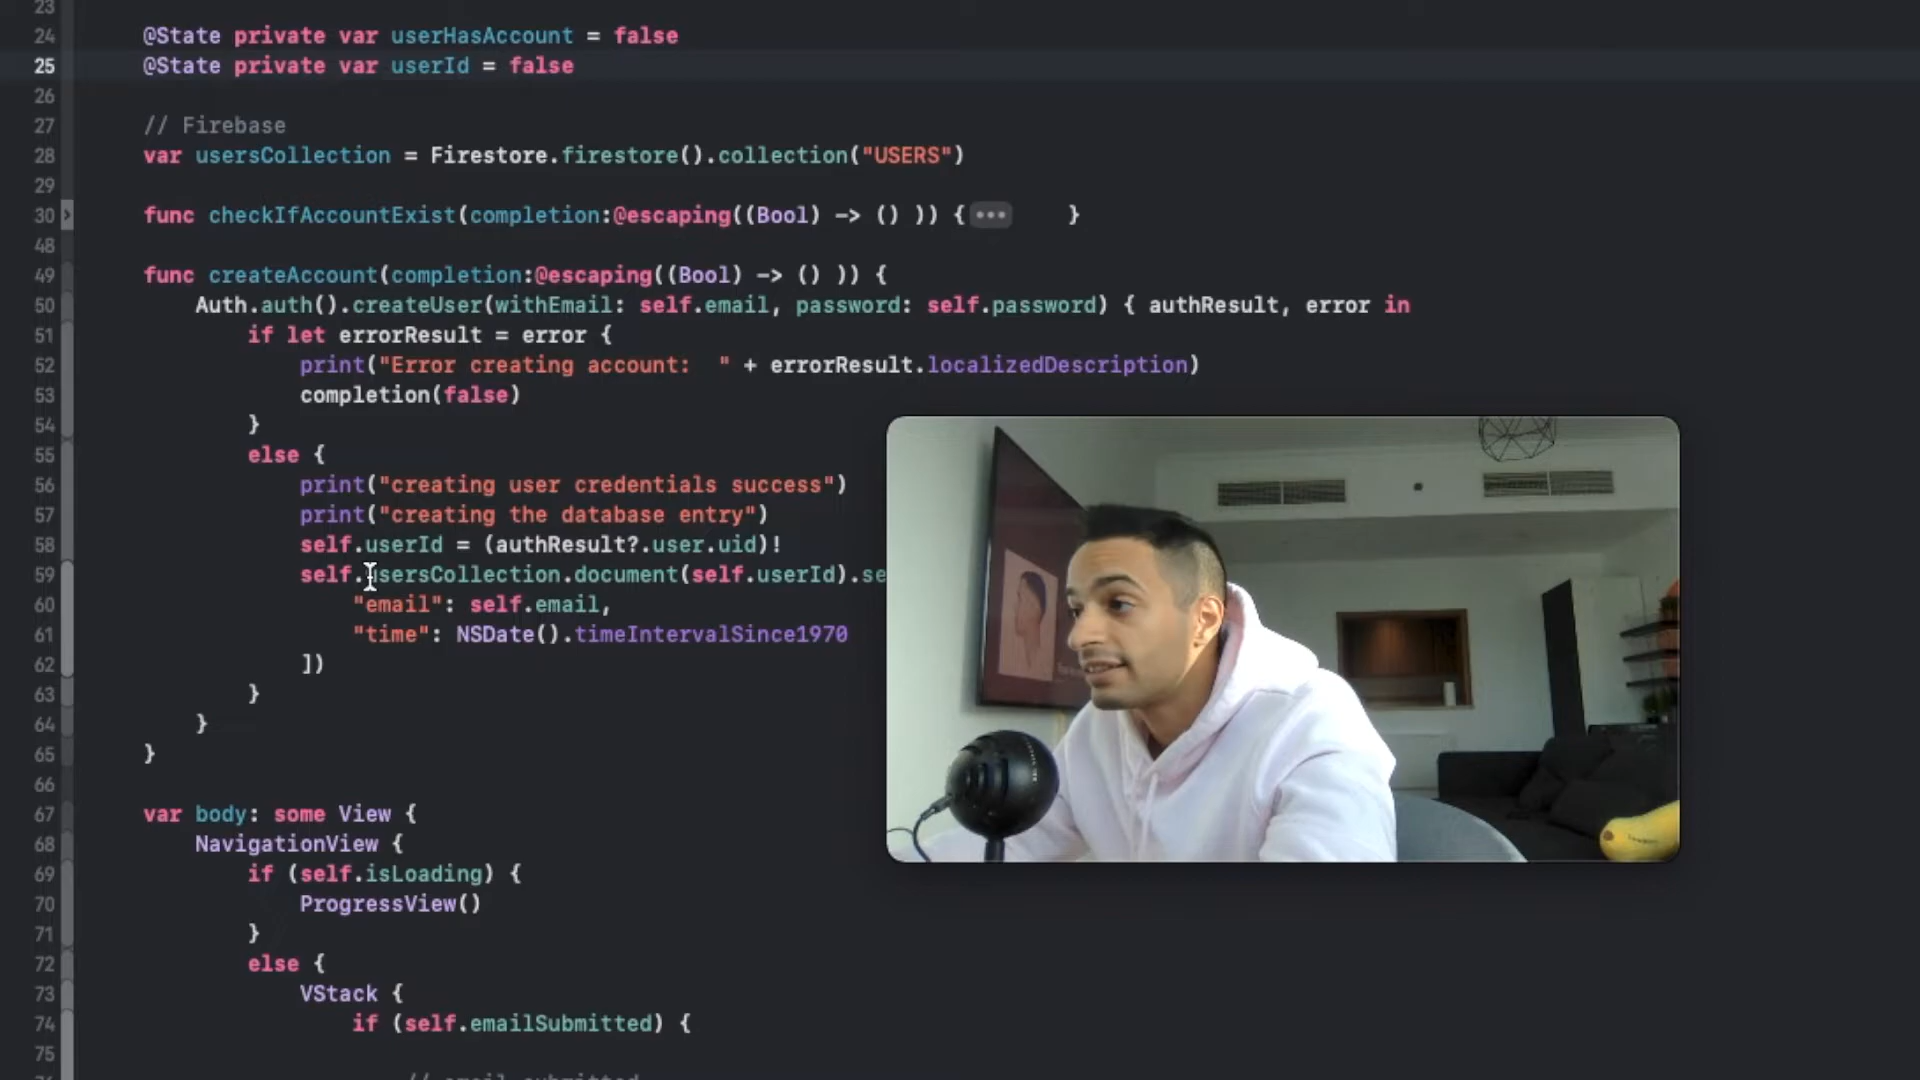 23
24 @State private var userHasAccount = false
25 @State private var userId = false
26
27 // Firebase
28 var usersCollection = Firestore.firestore().collection("USERS")
29
30 func checkIfAccountExist(completion:@escaping((Bool) -> () )) {••• }
48
49 func createAccount(completion:@escaping((Bool) -> () )) {
50 Auth.auth().createUser(withEmail: self.email, password: self.password) { authResult, error in
51 if let errorResult = error {
52 print("Error creating account:  " + errorResult.localizedDescription)
53 completion(false)
54 }
55 else {
56 print("creating user credentials success")
57 print("creating the database entry")
58 self.userId = (authResult?.user.uid)!
59 self.usersCollection.document(self.userId).se
60 "email": self.email,
61 "time": NSDate().timeIntervalSince1970
62 ])
63 }
64 }
65 }
66
67 var body: some View {
68 NavigationView {
69 if (self.isLoading) {
70 ProgressView()
71 }
72 else {
73 VStack {
74 if (self.emailSubmitted) {
75
// email submitted